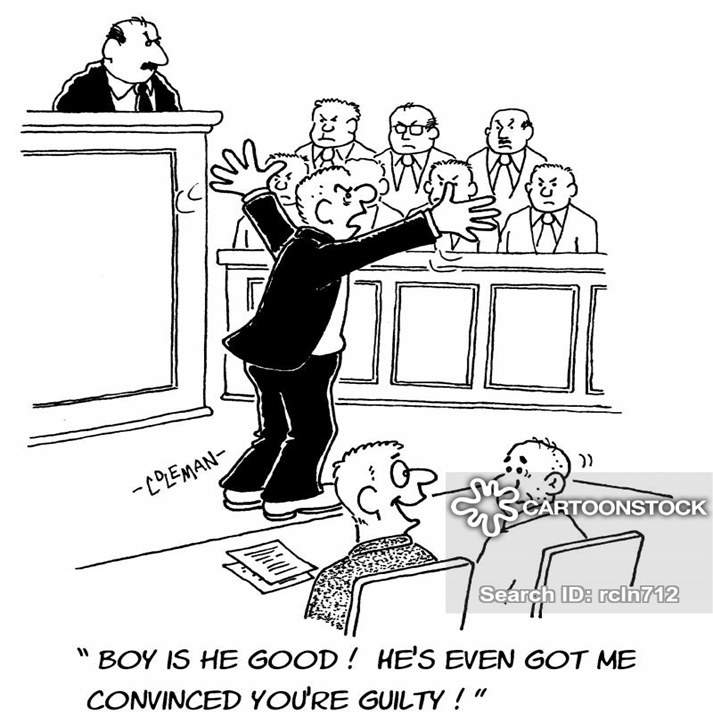 -COLEMAN-
CARTOONSTOCK
Search ID: rcln712
" BOY IS HE GOOD ! HE'S EVEN GOT ME
CONVINCED YOU'RE GUILTY ! "